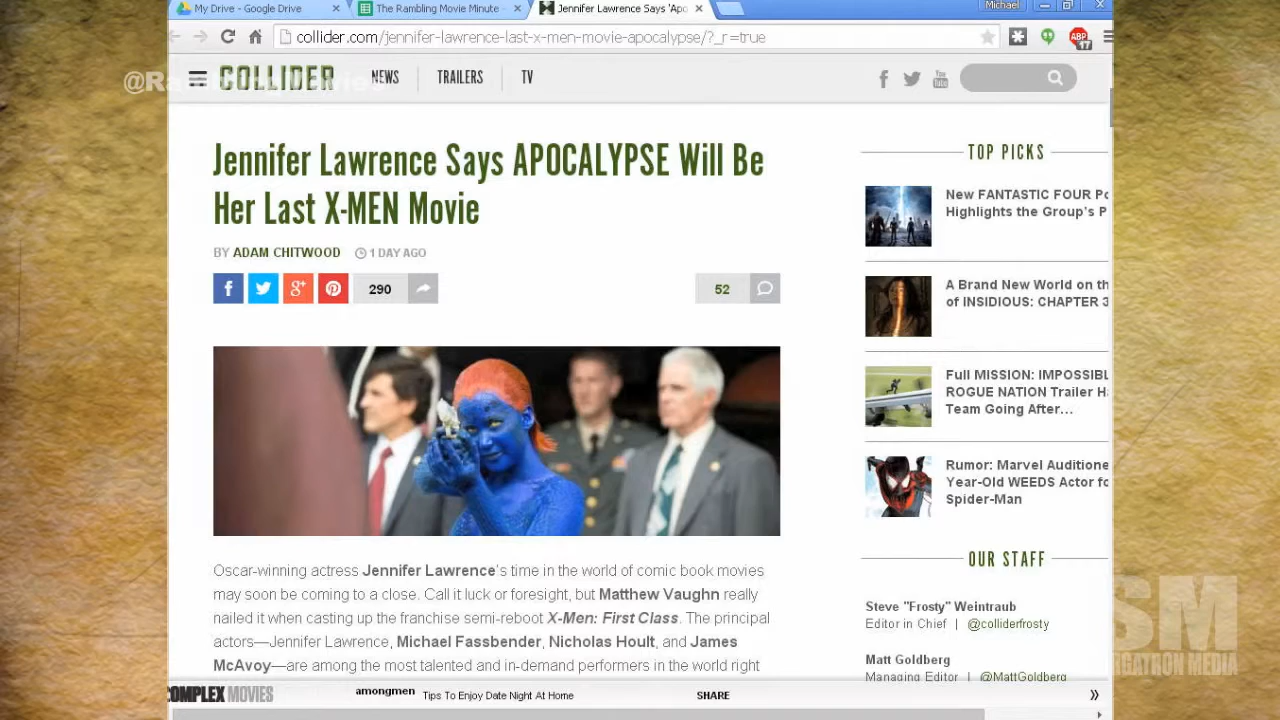 My Drive - Google Drive
The Rambling Movie Minute -
Jennifer Lawrence Says 'Apo
Michael
collider.com/jennifer-lawrence-last-x-men-movie-apocalypse/?_r=true
ABP
17
COLLIDER
NEWS
TRAILERS
TV
You
Jennifer Lawrence Says APOCALYPSE Will Be
Her Last X-MEN Movie
BY ADAM CHITWOOD
1 DAY AGO
290
52
Oscar-winning actress Jennifer Lawrence's time in the world of comic book movies
may soon be coming to a close. Call it luck or foresight, but Matthew Vaughn really
nailed it when casting up the franchise semi-reboot X-Men: First Class. The principal
actors—Jennifer Lawrence, Michael Fassbender, Nicholas Hoult, and James
McAvoy—are among the most talented and in-demand performers in the world right
TOP PICKS
New FANTASTIC FOUR Po
Highlights the Group's P
A Brand New World on th
of INSIDIOUS: CHAPTER 3
Full MISSION: IMPOSSIBL
ROGUE NATION Trailer H
Team Going After...
Rumor: Marvel Auditione
Year-Old WEEDS Actor fo
Spider-Man
OUR STAFF
Steve "Frosty" Weintraub
Editor in Chief | @colliderfrosty
Matt Goldberg
Managing Editor | @MattGoldberg
SM
RGATRON MEDIA
COMPLEX MOVIES
amongmen
Tips To Enjoy Date Night At Home
SHARE
»